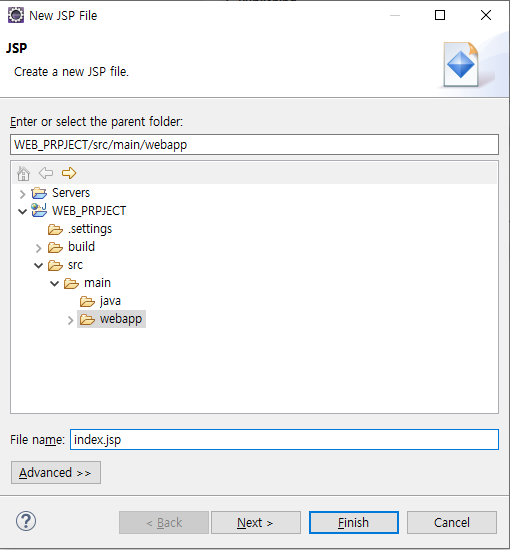 New JSP File
JSP
Create a new JSP file.
Enter or select the parent folder:
WEB_PRPJECT/src/main/webapp
Servers
WEB_PRPJECT
.settings
build
src
main
java
webapp
File name: index.jsp
Advanced >>
? < Back Next > Finish Cancel